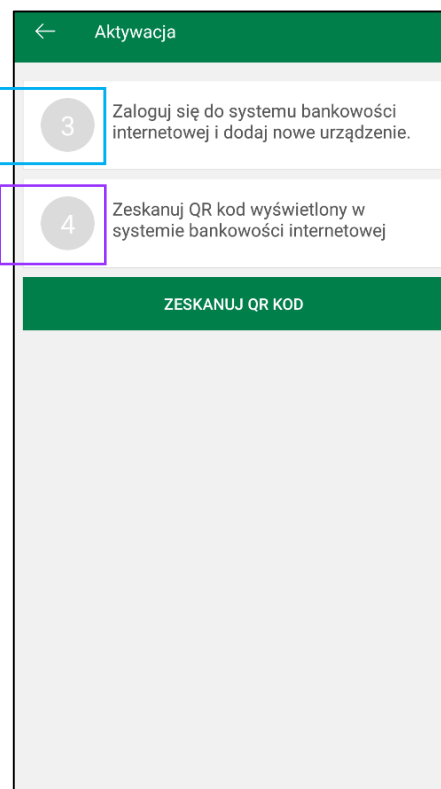 Aktywacja
3
Zaloguj się do systemu bankowości
internetowej i dodaj nowe urządzenie.
4
Zeskanuj QR kod wyświetlony w
systemie bankowości internetowej
ZESKANUJ QR KOD